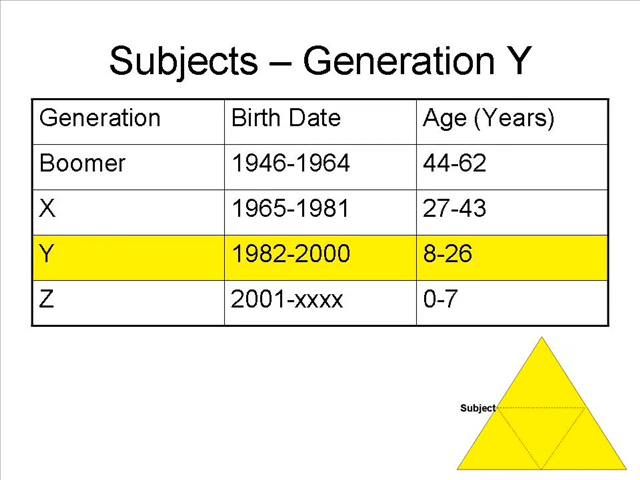 Subjects – Generation Y
Generation Birth Date Age (Years)
Boomer 1946-1964 44-62
X 1965-1981 27-43
Y 1982-2000 8-26
Z 2001-xxxx 0-7
Subject